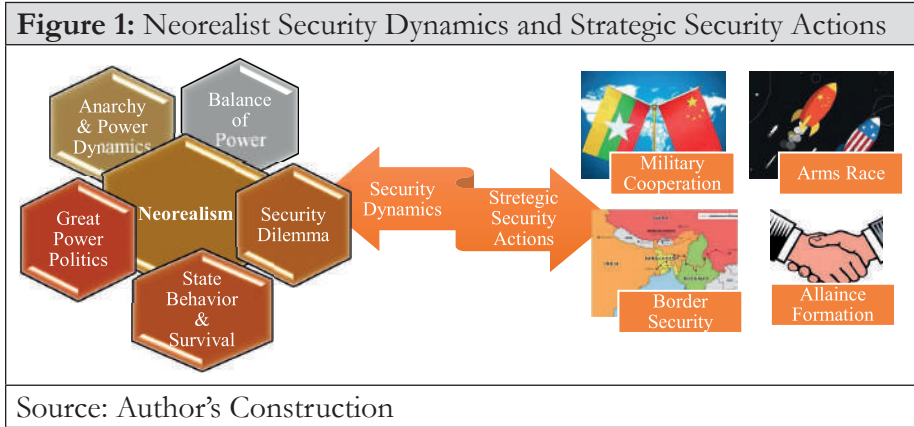 Figure 1: Neorealist Security Dynamics and Strategic Security Actions
Anarchy
& Power
Dynamics
Balance
of
Power
Great
Power
Politics
Neorealism
Security
Dilemma
State
Behavior
&
Survival
Security
Dynamics
Stretegic
Security
Actions
Military
Cooperation
Arms Race
Border
Security
Allaince
Formation
Source: Author's Construction